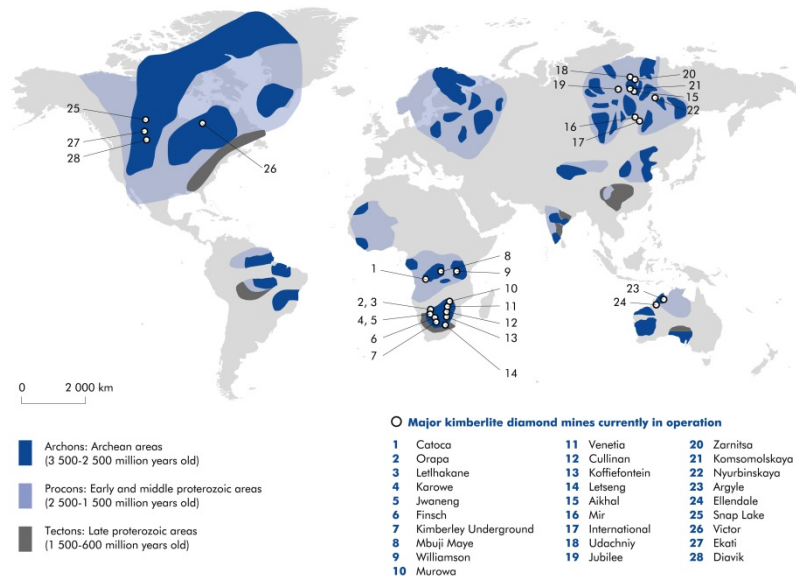 18
19
20
21
15
22
16
17
25
27
28
26
1
8
9
10
11
12
13
14
2, 3
4, 5
6
7
23
24
0 2 000 km
Archons: Archean areas
(3 500-2 500 million years old)
Procons: Early and middle proterozoic areas
(2 500-1 500 million years old)
Tectons: Late proterozoic areas
(1 500-600 million years old)
Major kimberlite diamond mines currently in operation
1 Catoca
2 Orapa
3 Letlhakane
4 Karowe
5 Jwaneng
6 Finsch
7 Kimberley Underground
8 Mbuji Maye
9 Williamson
10 Murowa
11 Venetia
12 Cullinan
13 Koffiefontein
14 Letseng
15 Aikhal
16 Mir
17 International
18 Udachniy
19 Jubilee
20 Zarnitsa
21 Komsomolskaya
22 Nyurbinskaya
23 Argyle
24 Ellendale
25 Snap Lake
26 Victor
27 Ekati
28 Diavik